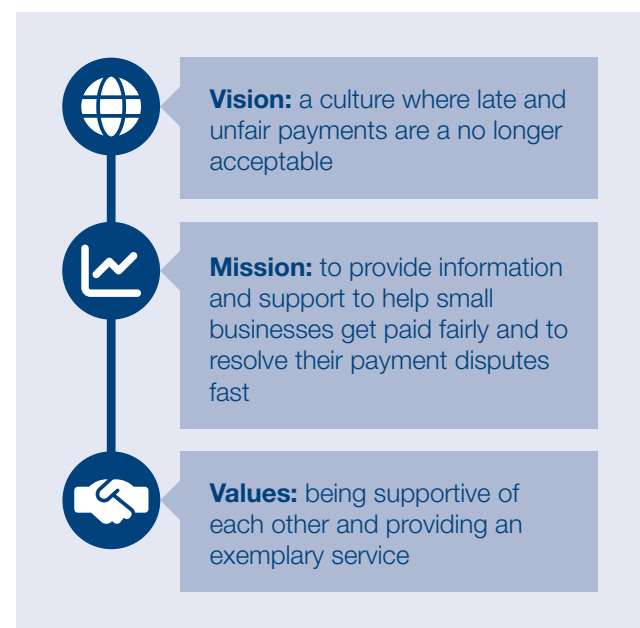 Vision: a culture where late and
unfair payments are a no longer
acceptable
Mission: to provide information
and support to help small
businesses get paid fairly and to
resolve their payment disputes
fast
Values: being supportive of
each other and providing an
exemplary service